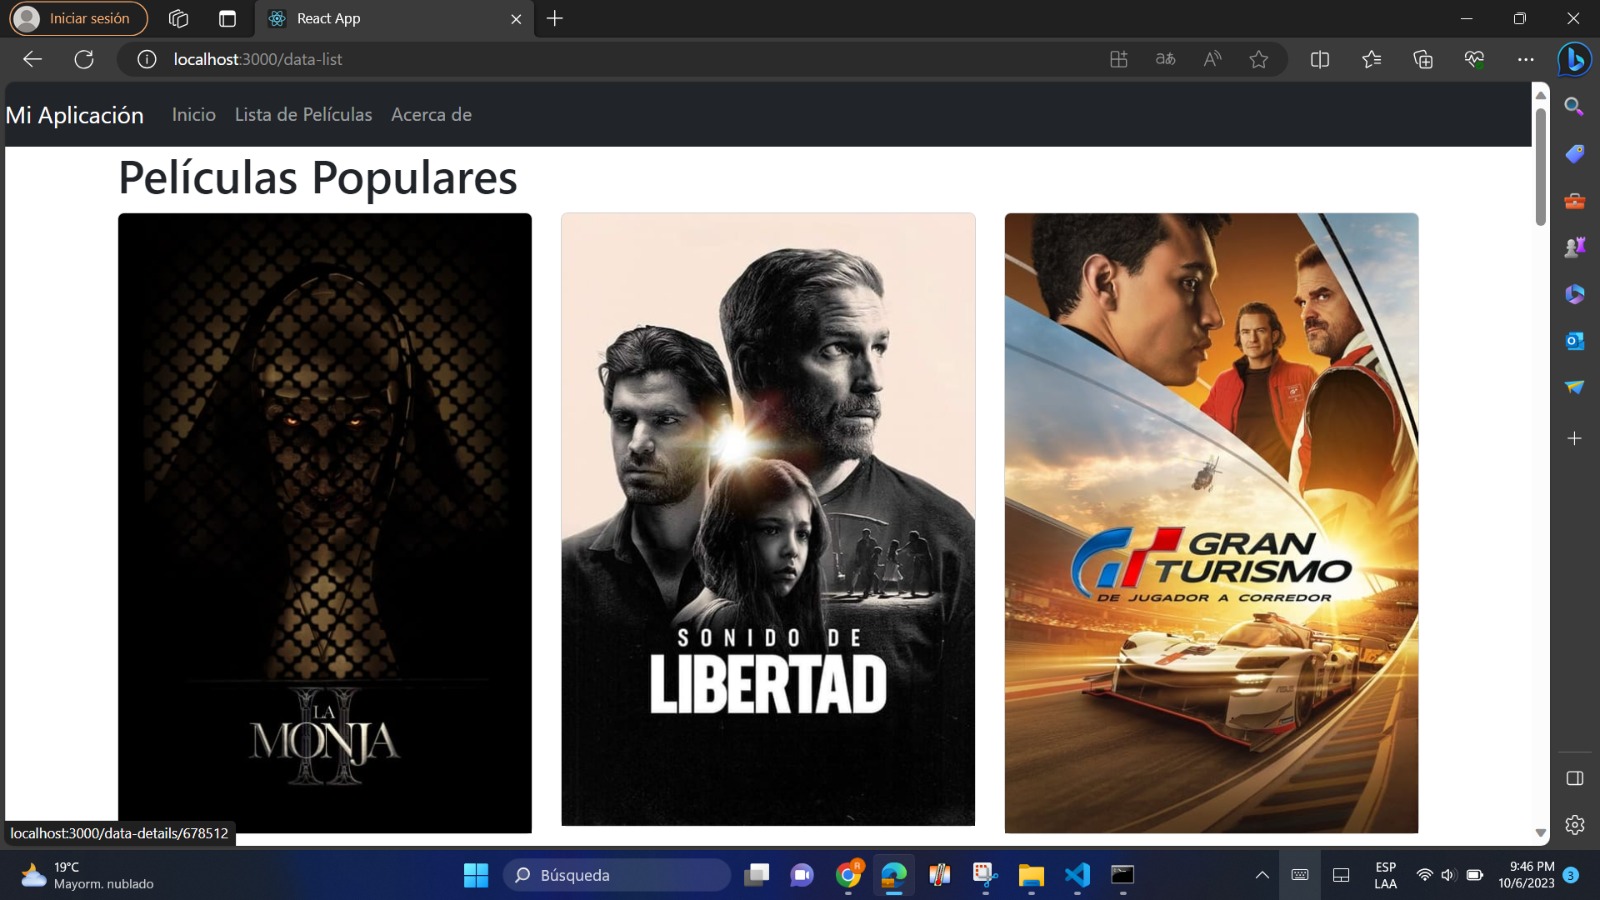 Iniciar sesión
React App
localhost:3000/data-list
Mi Aplicación Inicio Lista de Películas Acerca de
Películas Populares
LA
MONJA
II
SONIDO DE
LIBERTAD
GRAN
TURISMO
DE JUGADOR A CORREDOR
localhost:3000/data-details/678512
19°C
Mayorm. nublado
Búsqueda
ESP
LAA
9:46 PM
10/6/2023
3